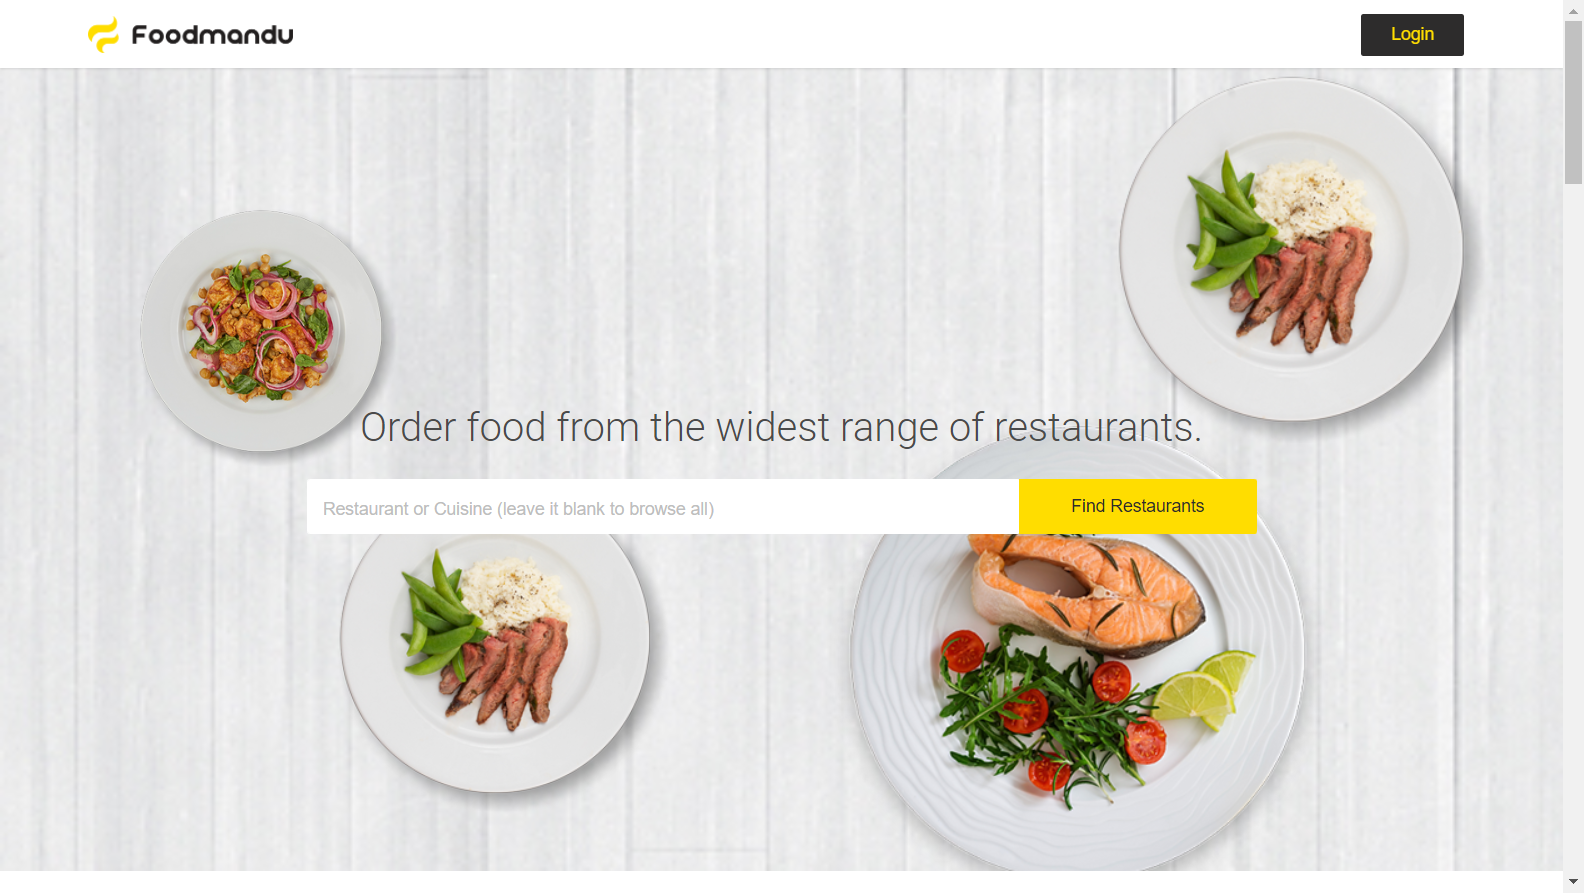 Foodmandu
Login
Order food from the widest range of restaurants.
Restaurant or Cuisine (leave it blank to browse all)
Find Restaurants